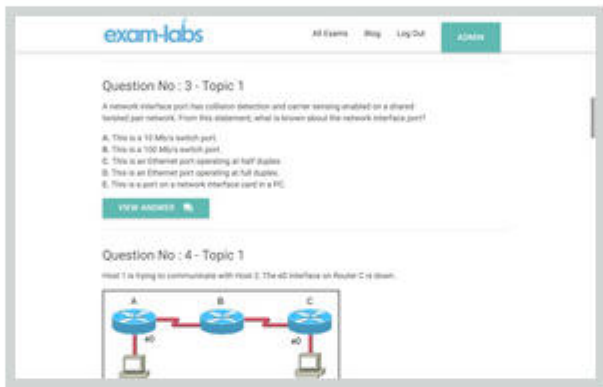 exam-labs
All Exams Blog Log Out ADMIN
Question No : 3 - Topic 1
A network interface port has collision detection and carrier sensing enabled on a shared
twisted pair network. From this statement, what is known about the network interface port?
A. This is a 10 Mb/s switch port.
B. This is a 100 Mb/s switch port.
C. This is an Ethernet port operating at half duplex.
D. This is an Ethernet port operating at full duplex.
E. This is a port on a network interface card in a PC.
VIEW ANSWER
Question No : 4 - Topic 1
Host 1 is trying to communicate with Host 2. The e0 interface on Router C is down.
A B C
e0 e0